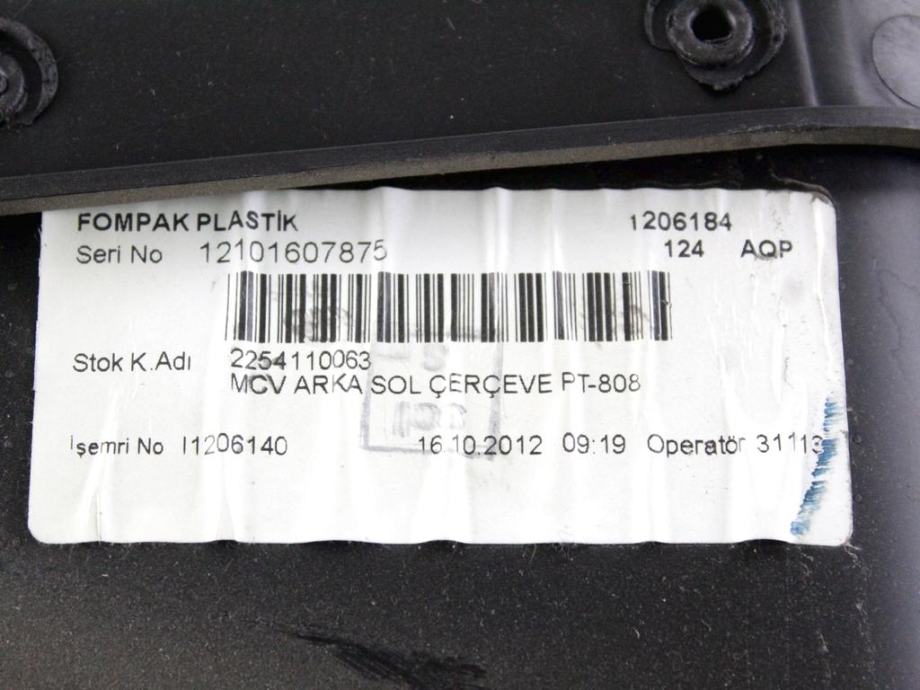 FOMPAK PLASTİK 1206184
Seri No 12101607875 124 AQP
Stok K.Adı 2254110063
MCV ARKA SOL ÇERÇEVE PT-808
İşemri No I1206140 16.10.2012 09:19 Operatör 31113